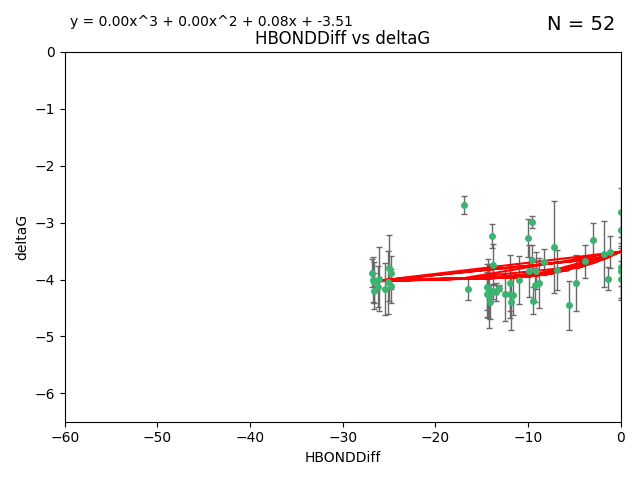 y = 0.00x^3 + 0.00x^2 + 0.08x + -3.51
N = 52
HBONDDiff vs deltaG
0
−1
−2
−3
−4
−5
−6
deltaG
−60 −50 −40 −30 −20 −10 0
HBONDDiff